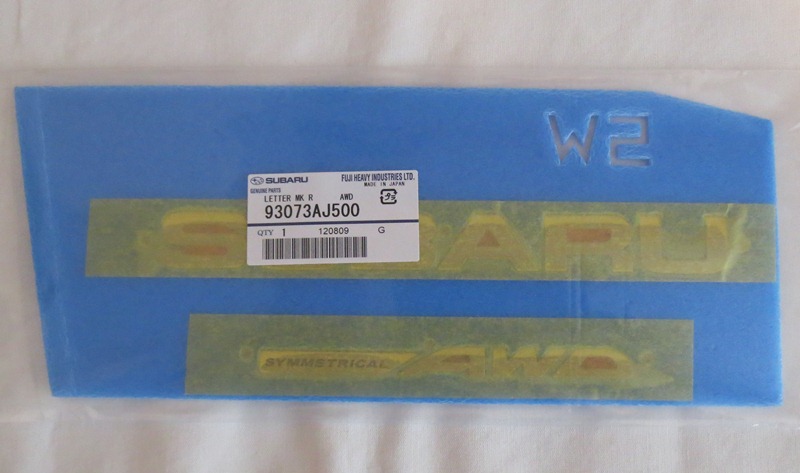 W2
SUBARU FUJI HEAVY INDUSTRIES LTD.
GENUINE PARTS MADE IN JAPAN
LETTER MK R AWD
93073AJ500
QTY 1 120809 G
SUBARU
SYMMETRICAL AWD